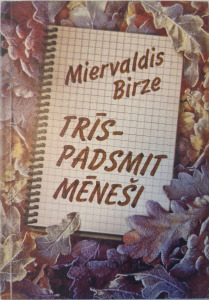 Miervaldis
Birze
TRĪS-
PADSMIT
MĒNEŠI